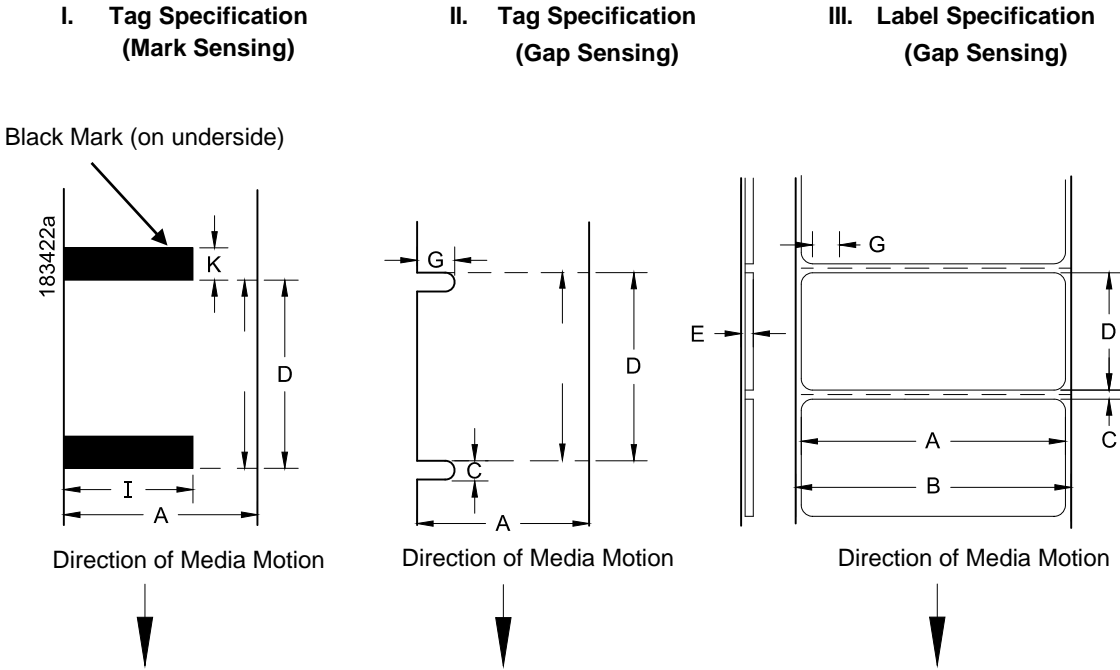 I. Tag Specification
(Mark Sensing)
II. Tag Specification
(Gap Sensing)
III. Label Specification
(Gap Sensing)
Black Mark (on underside)
183422a
K
D
I
A
Direction of Media Motion
G
D
C
A
Direction of Media Motion
G
E
D
C
A
B
Direction of Media Motion